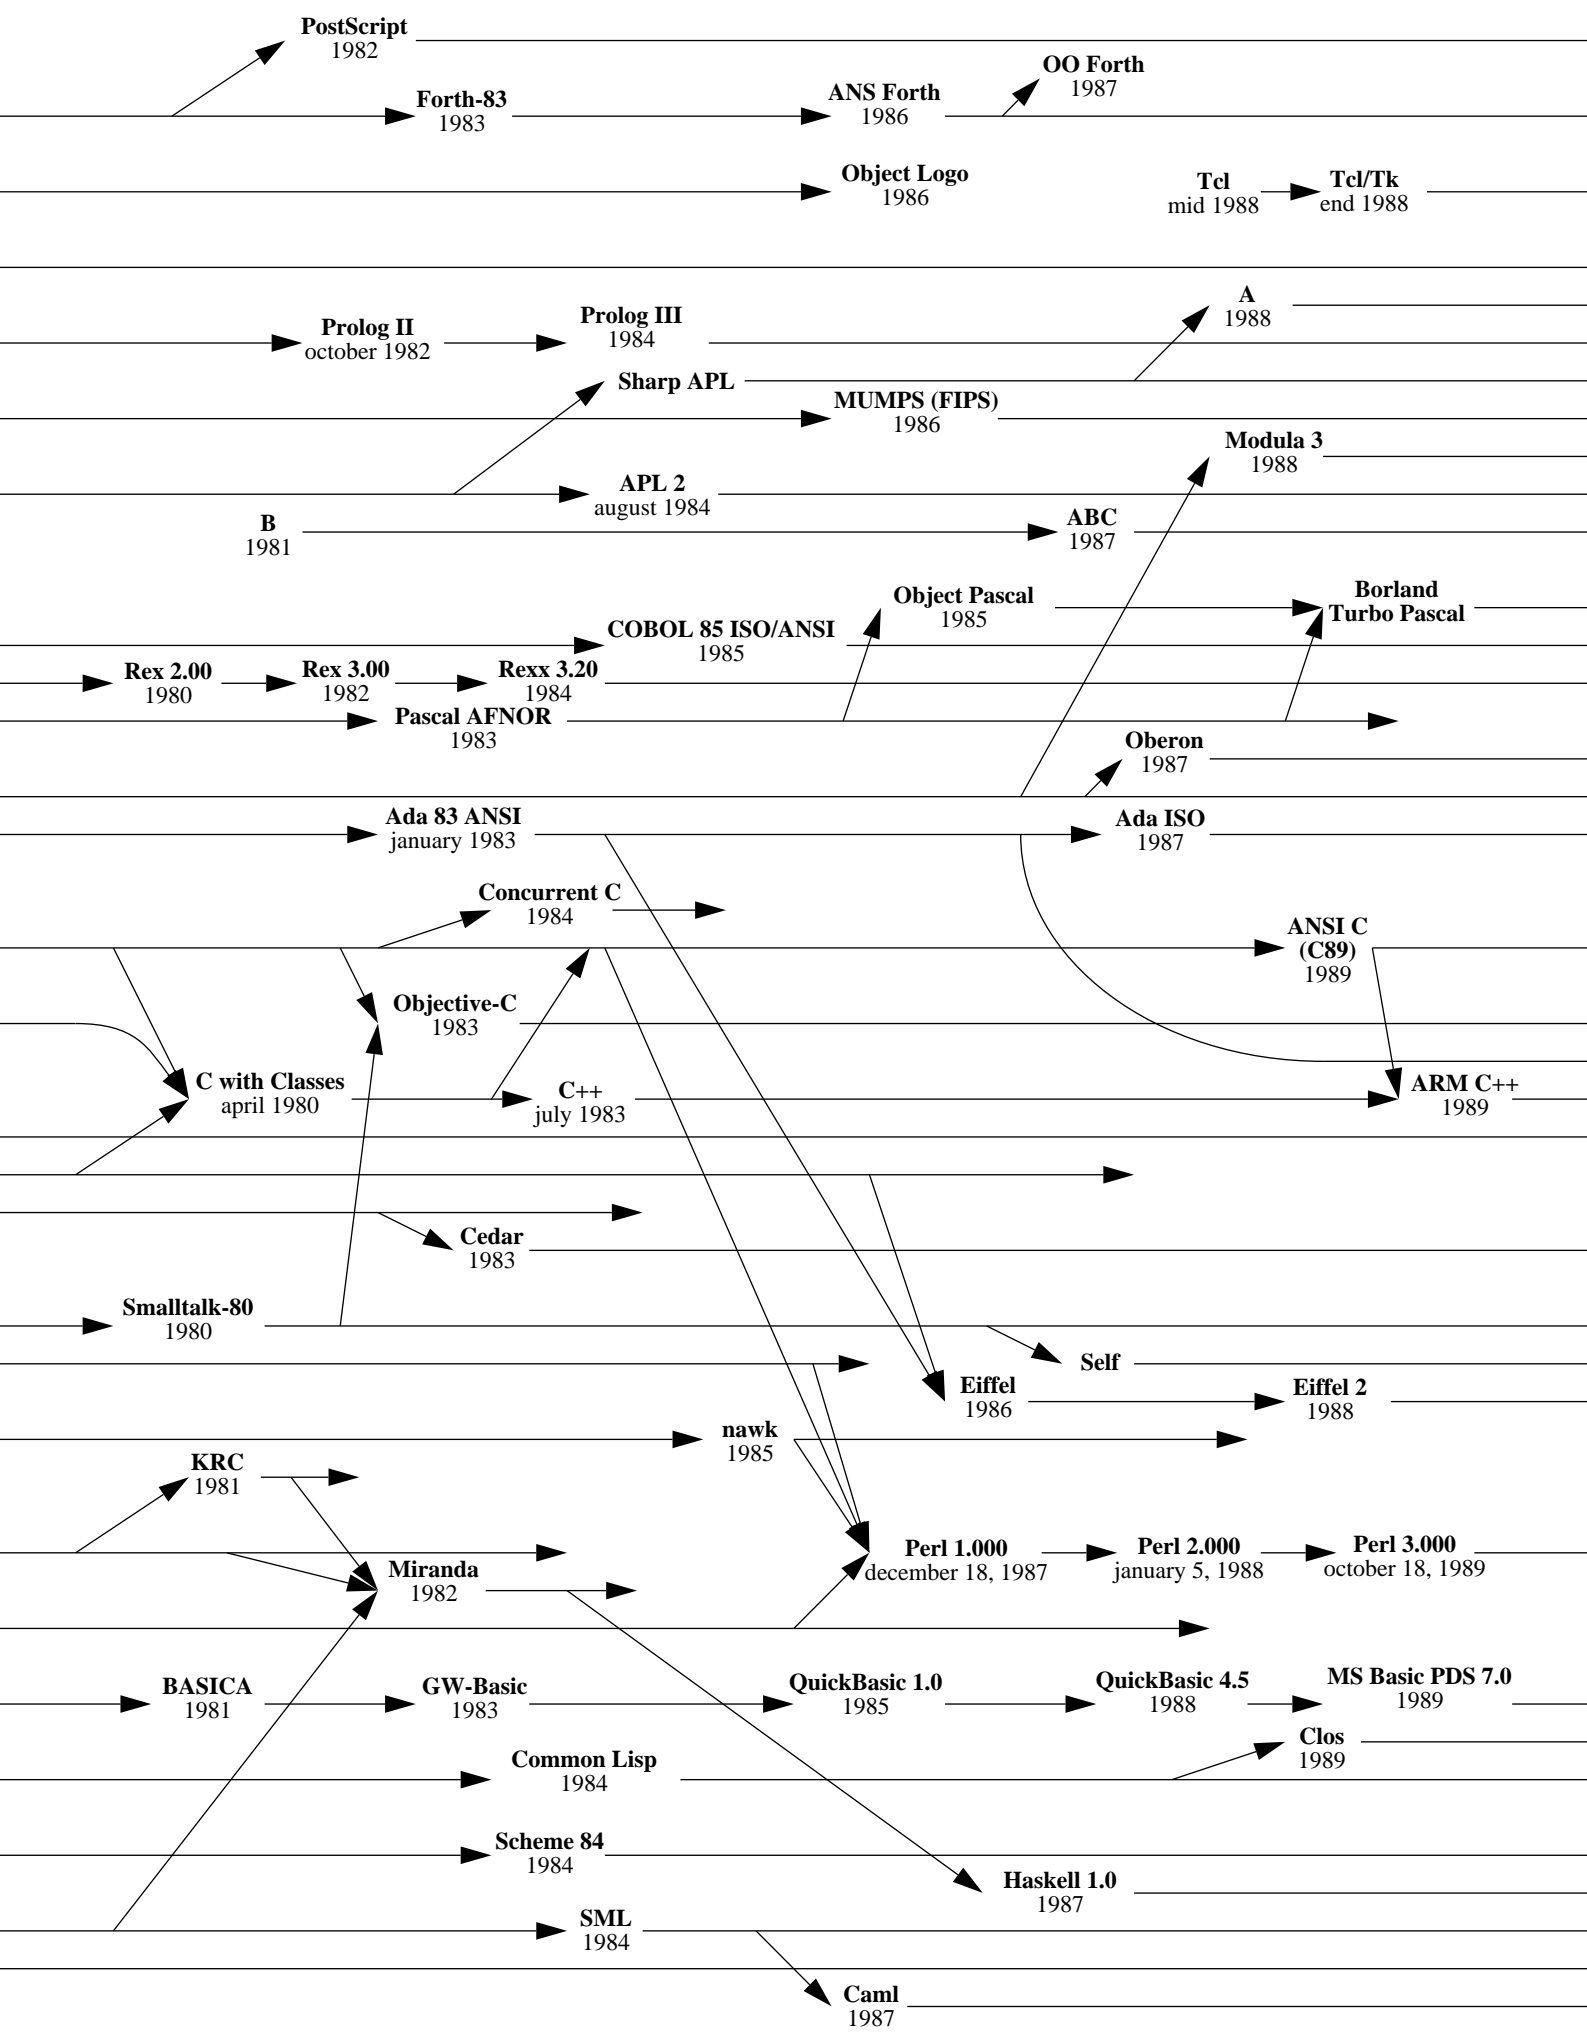 PostScript
1982
OO Forth
1987
Forth-83
1983
ANS Forth
1986
Object Logo
1986
Tcl
mid 1988
Tcl/Tk
end 1988
A
1988
Prolog II
october 1982
Prolog III
1984
Sharp APL
MUMPS (FIPS)
1986
Modula 3
1988
APL 2
august 1984
B
1981
ABC
1987
Object Pascal
1985
Borland
Turbo Pascal
COBOL 85 ISO/ANSI
1985
Rex 2.00
1980
Rex 3.00
1982
Rexx 3.20
1984
Pascal AFNOR
1983
Oberon
1987
Ada 83 ANSI
january 1983
Ada ISO
1987
Concurrent C
1984
ANSI C
(C89)
1989
Objective-C
1983
C with Classes
april 1980
C++
july 1983
ARM C++
1989
Cedar
1983
Smalltalk-80
1980
Self
Eiffel
1986
Eiffel 2
1988
nawk
1985
KRC
1981
Perl 1.000
december 18, 1987
Perl 2.000
january 5, 1988
Perl 3.000
october 18, 1989
Miranda
1982
BASICA
1981
GW-Basic
1983
QuickBasic 1.0
1985
QuickBasic 4.5
1988
MS Basic PDS 7.0
1989
Clos
1989
Common Lisp
1984
Scheme 84
1984
Haskell 1.0
1987
SML
1984
Caml
1987